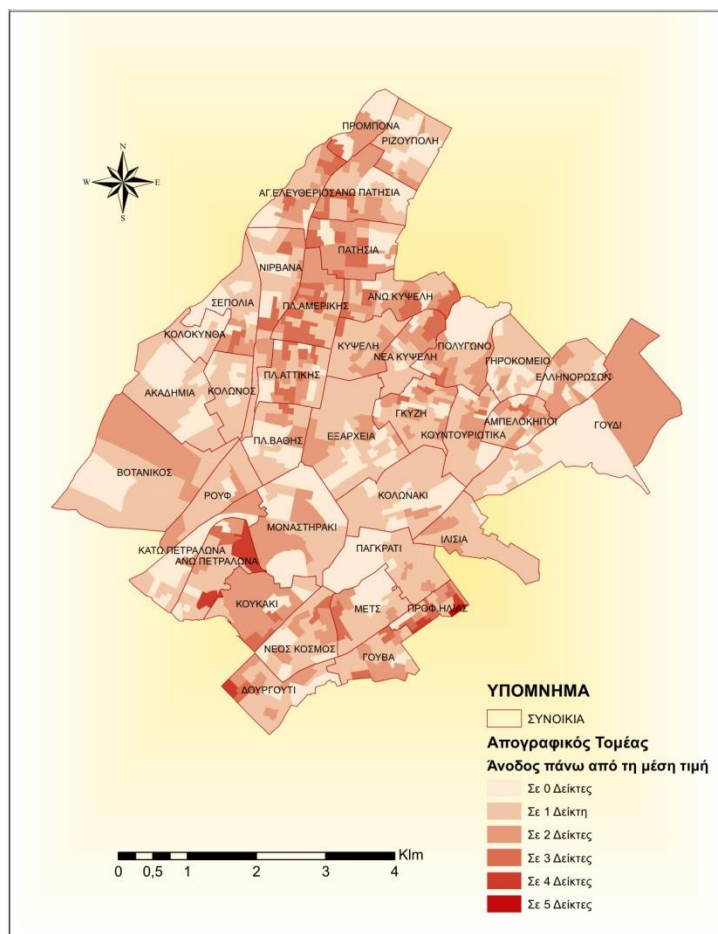 ΠΡΟΜΠΟΝΑ
ΡΙΖΟΥΠΟΛΗ
N
W E
S
ΑΓ.ΕΛΕΥΘΕΡΙΟΣ ΑΝΩ ΠΑΤΗΣΙΑ
ΠΑΤΗΣΙΑ
ΝΙΡΒΑΝΑ
ΑΝΩ ΚΥΨΕΛΗ
ΣΕΠΟΛΙΑ
ΠΛ.ΑΜΕΡΙΚΗΣ
ΚΟΛΟΚΥΝΘΑ
ΚΥΨΕΛΗ
ΠΟΛΥΓΩΝΟ
ΝΕΑ ΚΥΨΕΛΗ
ΓΗΡΟΚΟΜΕΙΟ
ΠΛ.ΑΤΤΙΚΗΣ
ΕΛΛΗΝΟΡΩΣΩΝ
ΑΚΑΔΗΜΙΑ
ΚΟΛΩΝΟΣ
ΓΚΥΖΗ
ΑΜΠΕΛΟΚΗΠΟΙ
ΓΟΥΔΙ
ΕΞΑΡΧΕΙΑ
ΚΟΥΝΤΟΥΡΙΩΤΙΚΑ
ΠΛ.ΒΑΘΗΣ
ΒΟΤΑΝΙΚΟΣ
ΡΟΥΦ
ΚΟΛΩΝΑΚΙ
ΜΟΝΑΣΤΗΡΑΚΙ
ΙΛΙΣΙΑ
ΚΑΤΩ ΠΕΤΡΑΛΩΝΑ
ΠΑΓΚΡΑΤΙ
ΑΝΩ ΠΕΤΡΑΛΩΝΑ
ΚΟΥΚΑΚΙ
ΜΕΤΣ
ΠΡΟΦ.ΗΛΙΑΣ
ΝΕΟΣ ΚΟΣΜΟΣ
ΓΟΥΒΑ
ΔΟΥΡΓΟΥΤΙ
ΥΠΟΜΝΗΜΑ
ΣΥΝΟΙΚΙΑ
Απογραφικός Τομέας
Άνοδος πάνω από τη μέση τιμή
Σε 0 Δείκτες
Σε 1 Δείκτη
Σε 2 Δείκτες
Σε 3 Δείκτες
Σε 4 Δείκτες
Σε 5 Δείκτες
Klm
0 0,5 1 2 3 4